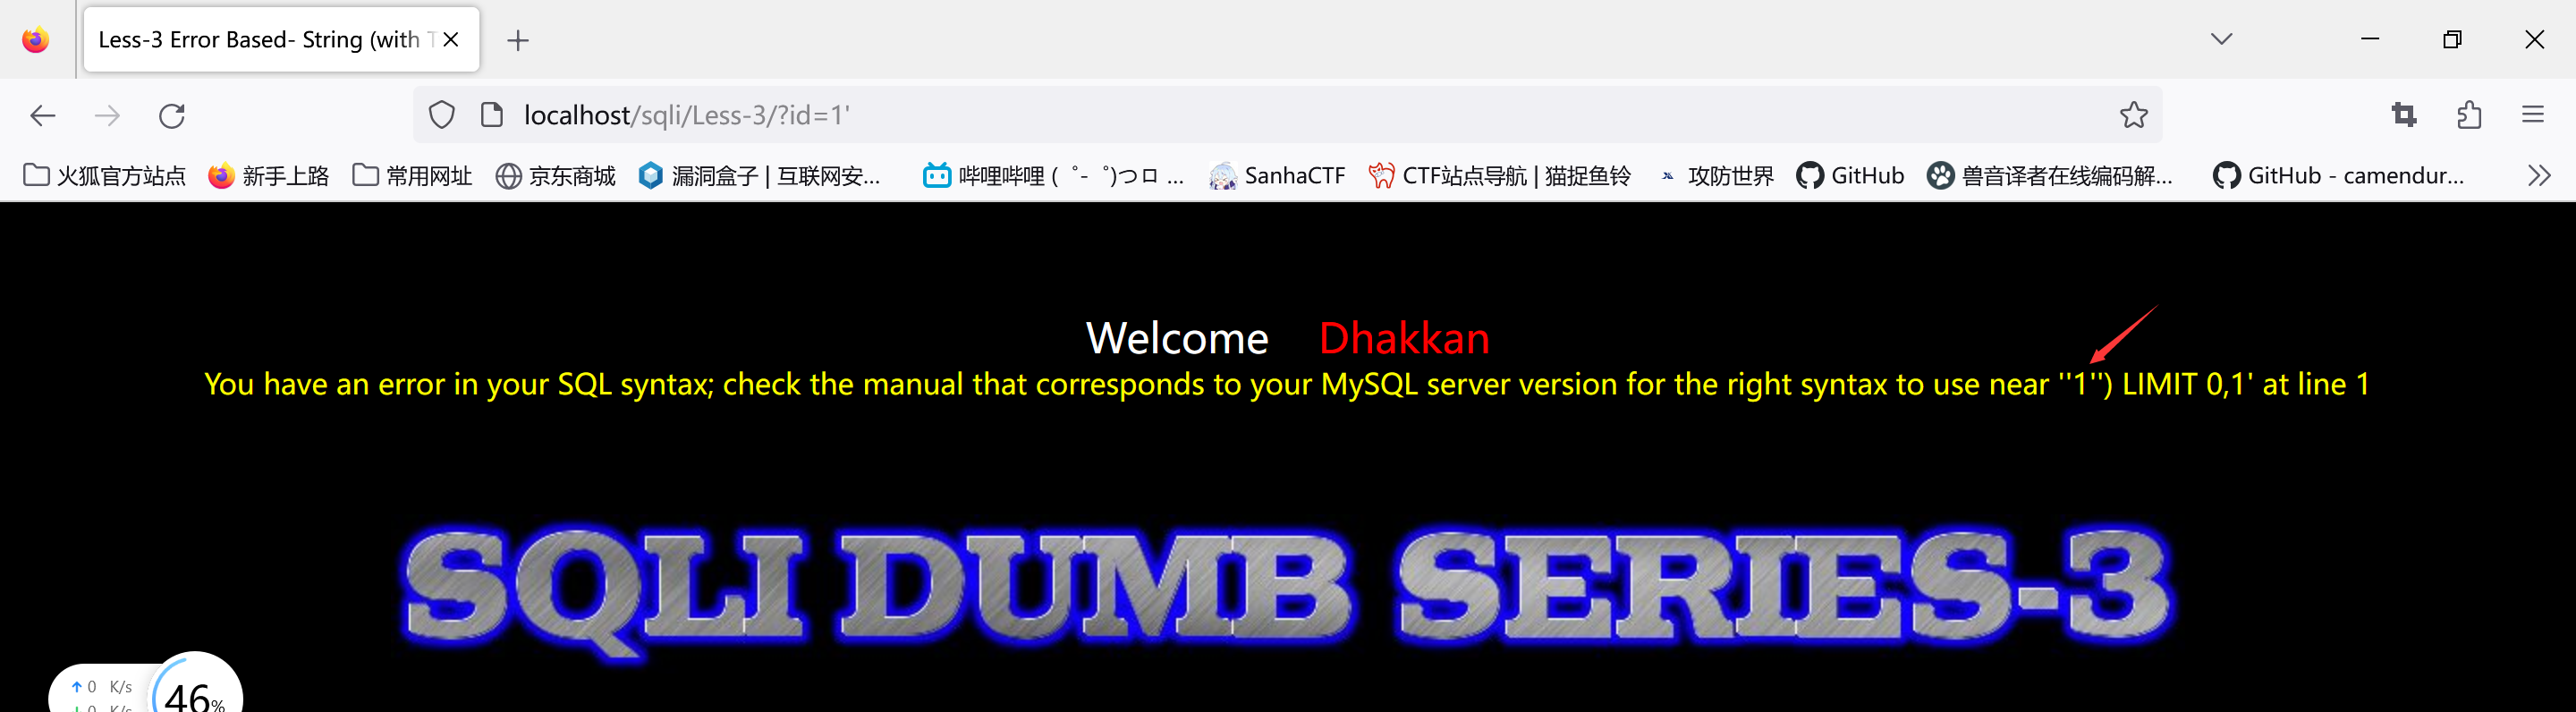 Less-3 Error Based- String (with T
localhost/sqli/Less-3/?id=1'
火狐官方站点 新手上路 常用网址 京东商城 漏洞盒子 | 互联网安... 哔哩哔哩 ( ゜- ゜)つロ ... SanhaCTF CTF站点导航 | 猫捉鱼铃 攻防世界 GitHub 兽音译者在线编码解... GitHub - camendur...
Welcome Dhakkan
You have an error in your SQL syntax; check the manual that corresponds to your MySQL server version for the right syntax to use near ''1'') LIMIT 0,1' at line 1
SQLI DUMB SERIES-3
0 K/s
46%
0 K/s